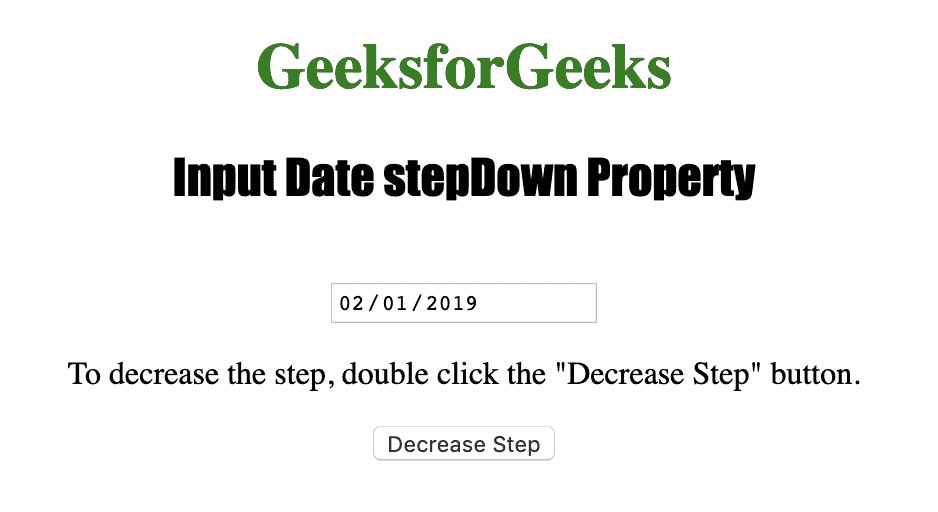 GeeksforGeeks
Input Date stepDown Property
02/01/2019
To decrease the step, double click the "Decrease Step" button.
Decrease Step